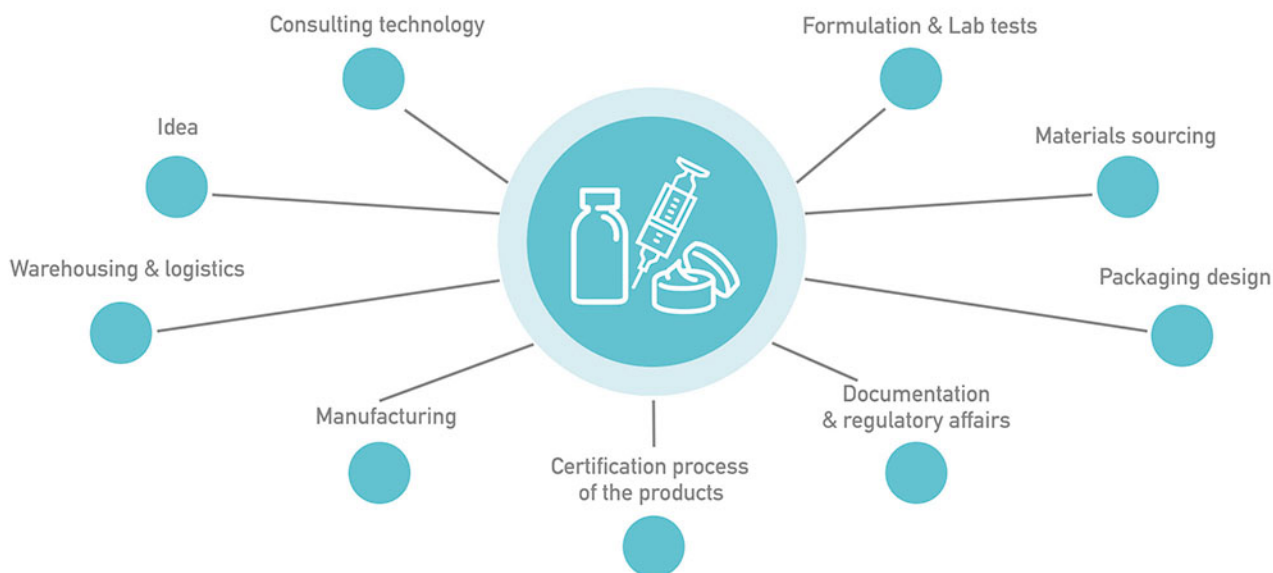 Consulting technology
Formulation & Lab tests
Idea
Materials sourcing
Warehousing & logistics
Packaging design
Manufacturing
Documentation
& regulatory affairs
Certification process
of the products